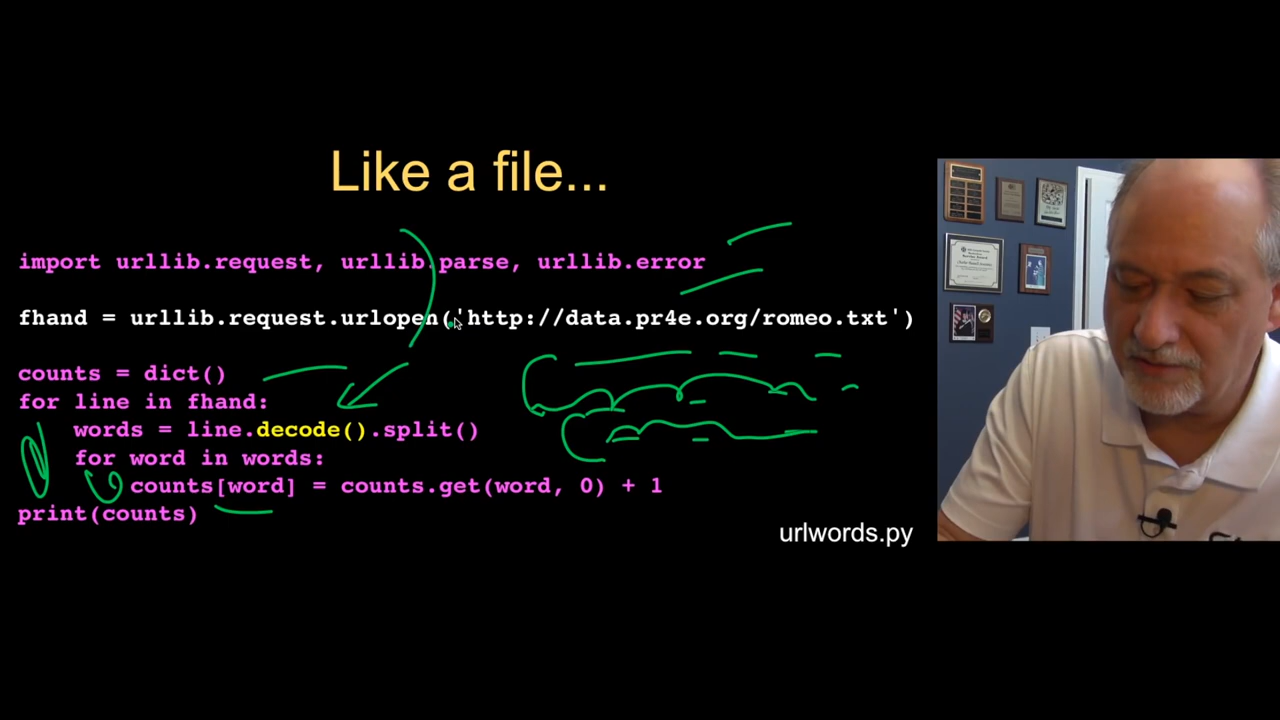 Like a file...
import urllib.request, urllib.parse, urllib.error
fhand = urllib.request.urlopen('http://data.pr4e.org/romeo.txt')
counts = dict()
for line in fhand:
    words = line.decode().split()
    for word in words:
        counts[word] = counts.get(word, 0) + 1
print(counts)
urlwords.py